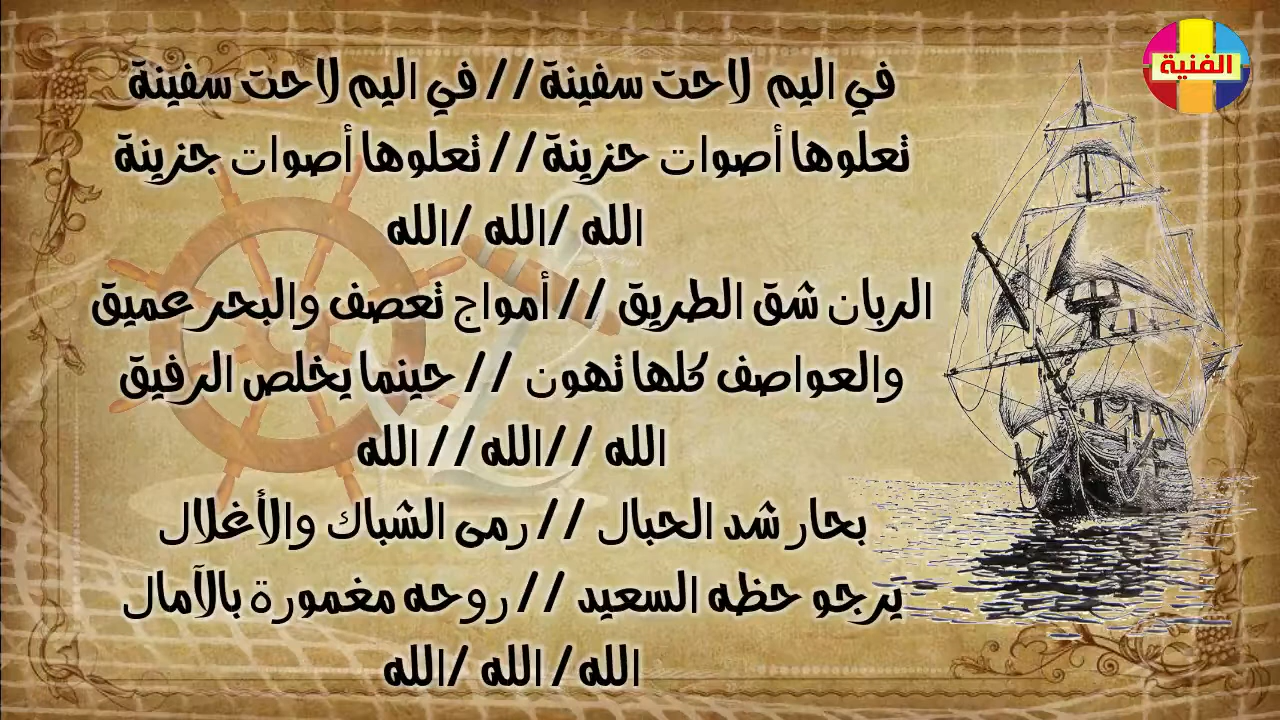 الفنية
في اليم لاحت سفينة // في اليم لاحت سفينة
تعلوها أصوات حزينة // تعلوها أصوات جزينة
الله /الله /الله
الربان شق الطريق // أمواج تعصف والبحر عميق
والعواصف كلها تهون // حينما يخلص الرفيق
الله //الله // الله
بحار شد الحبال // رمى الشباك والأغلال
يرجو حظه السعيد // روحه مغمورة بالآمال
الله/ الله /الله